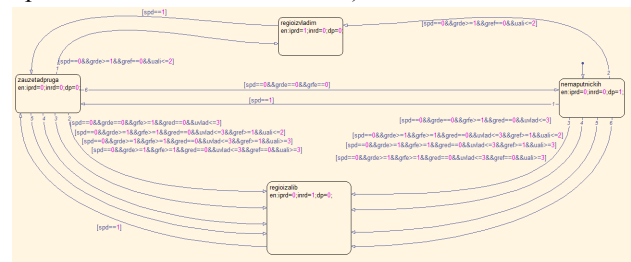 [spd==1]
regioizvladim
en:iprd=1;inrd=0;dp=0
[spd==0&&grde>=1&&gref==0&&uali<=2]
[spd==0&&grde>=1&&gref==0&&uali<=2]
zauzetadpruga
en:iprd=0;inrd=0;dp=0;
1
2
[spd==0&&grde==0&&grfe==0]
[spd==1]
1
nemaputnickih
en:iprd=0;inrd=0;dp=1;
[spd==0&&grde==0&&grfe>=1&&gred==0&&uvlad<=3]
[spd==0&&grde>=1&&grfe>=1&&gred==0&&uvlad<=3&&gref>=1&&uali<=2]
[spd==0&&grde>=1&&grfe>=1&&gred==0&&uvlad<=3&&gref>=1&&uali>=3]
[spd==0&&grde>=1&&grfe>=1&&gred==0&&uvlad<=3&&gref==0&&uali>=3]
[spd==0&&grde==0&&grfe>=1&&gred==0&&uvlad<=3]
[spd==0&&grde>=1&&grfe>=1&&gred==0&&uvlad<=3&&gref>=1&&uali<=2]
[spd==0&&grde>=1&&grfe>=1&&gred==0&&uvlad<=3&&gref>=1&&uali>=3]
[spd==0&&grde>=1&&grfe>=1&&gred==0&&uvlad<=3&&gref==0&&uali>=3]
3
4
5
6
regioizalib
en:iprd=0;inrd=1;dp=0;
[spd==1]